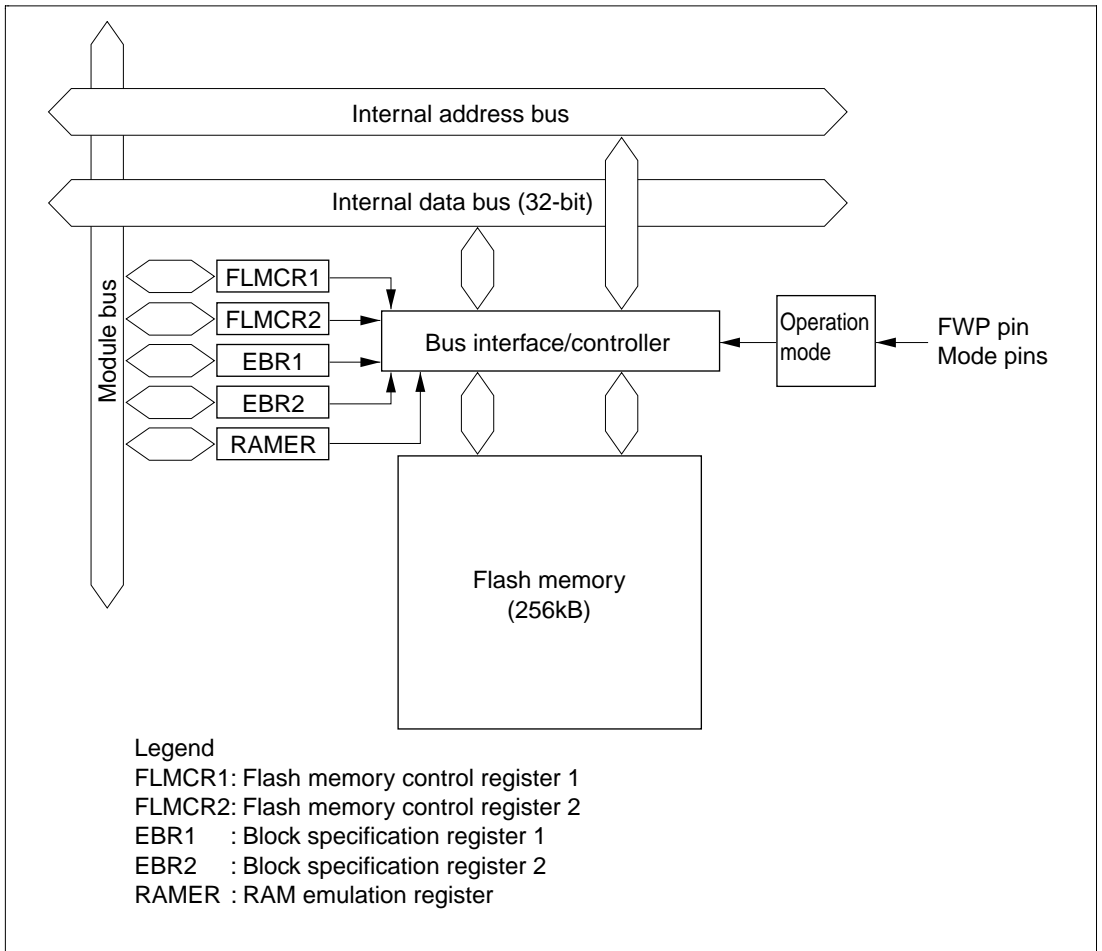 Internal address bus
Internal data bus (32-bit)
Module bus
FLMCR1
FLMCR2
EBR1
EBR2
RAMER
Bus interface/controller
Operation
mode
FWP pin
Mode pins
Flash memory
(256kB)
Legend
FLMCR1: Flash memory control register 1
FLMCR2: Flash memory control register 2
EBR1 : Block specification register 1
EBR2 : Block specification register 2
RAMER : RAM emulation register